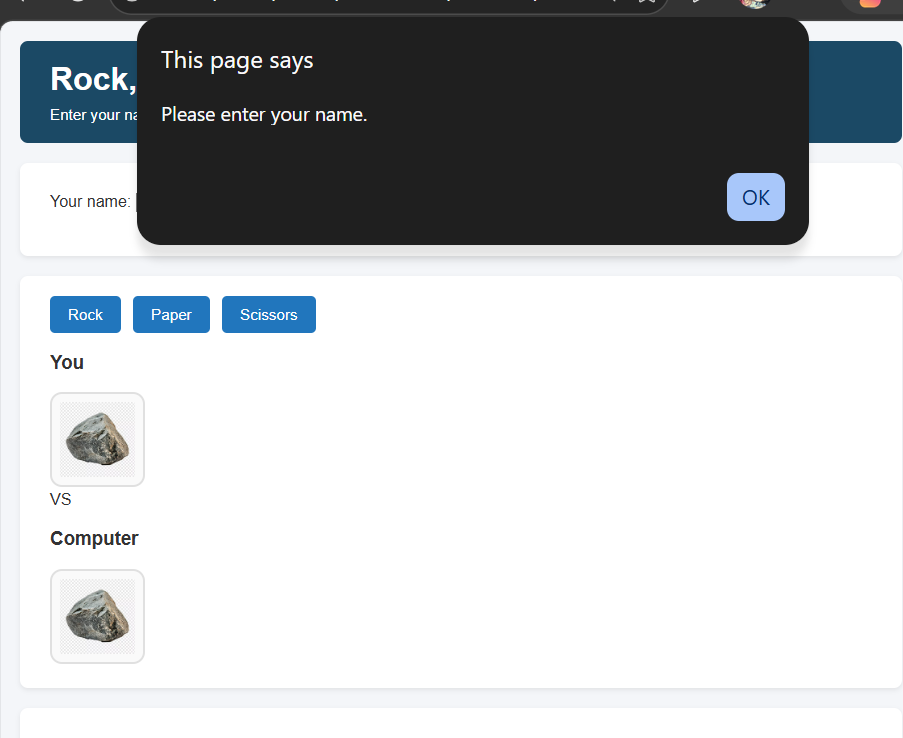 This page says
Please enter your name.
OK
Rock,
Enter your
Your name:
Rock Paper Scissors
You
VS
Computer